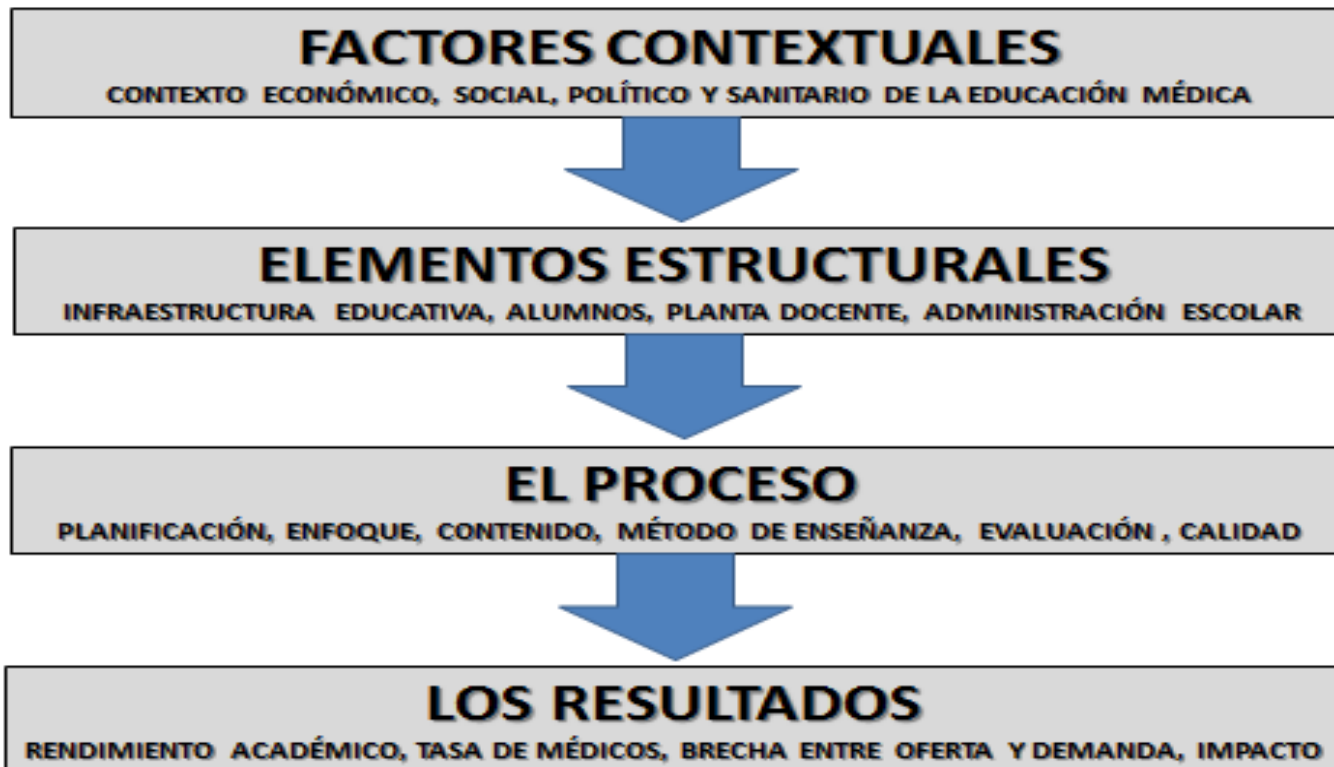 FACTORES CONTEXTUALES
CONTEXTO ECONÓMICO, SOCIAL, POLÍTICO Y SANITARIO DE LA EDUCACIÓN MÉDICA
ELEMENTOS ESTRUCTURALES
INFRAESTRUCTURA EDUCATIVA, ALUMNOS, PLANTA DOCENTE, ADMINISTRACIÓN ESCOLAR
EL PROCESO
PLANIFICACIÓN, ENFOQUE, CONTENIDO, MÉTODO DE ENSEÑANZA, EVALUACIÓN , CALIDAD
LOS RESULTADOS
RENDIMIENTO ACADÉMICO, TASA DE MÉDICOS, BRECHA ENTRE OFERTA Y DEMANDA, IMPACTO